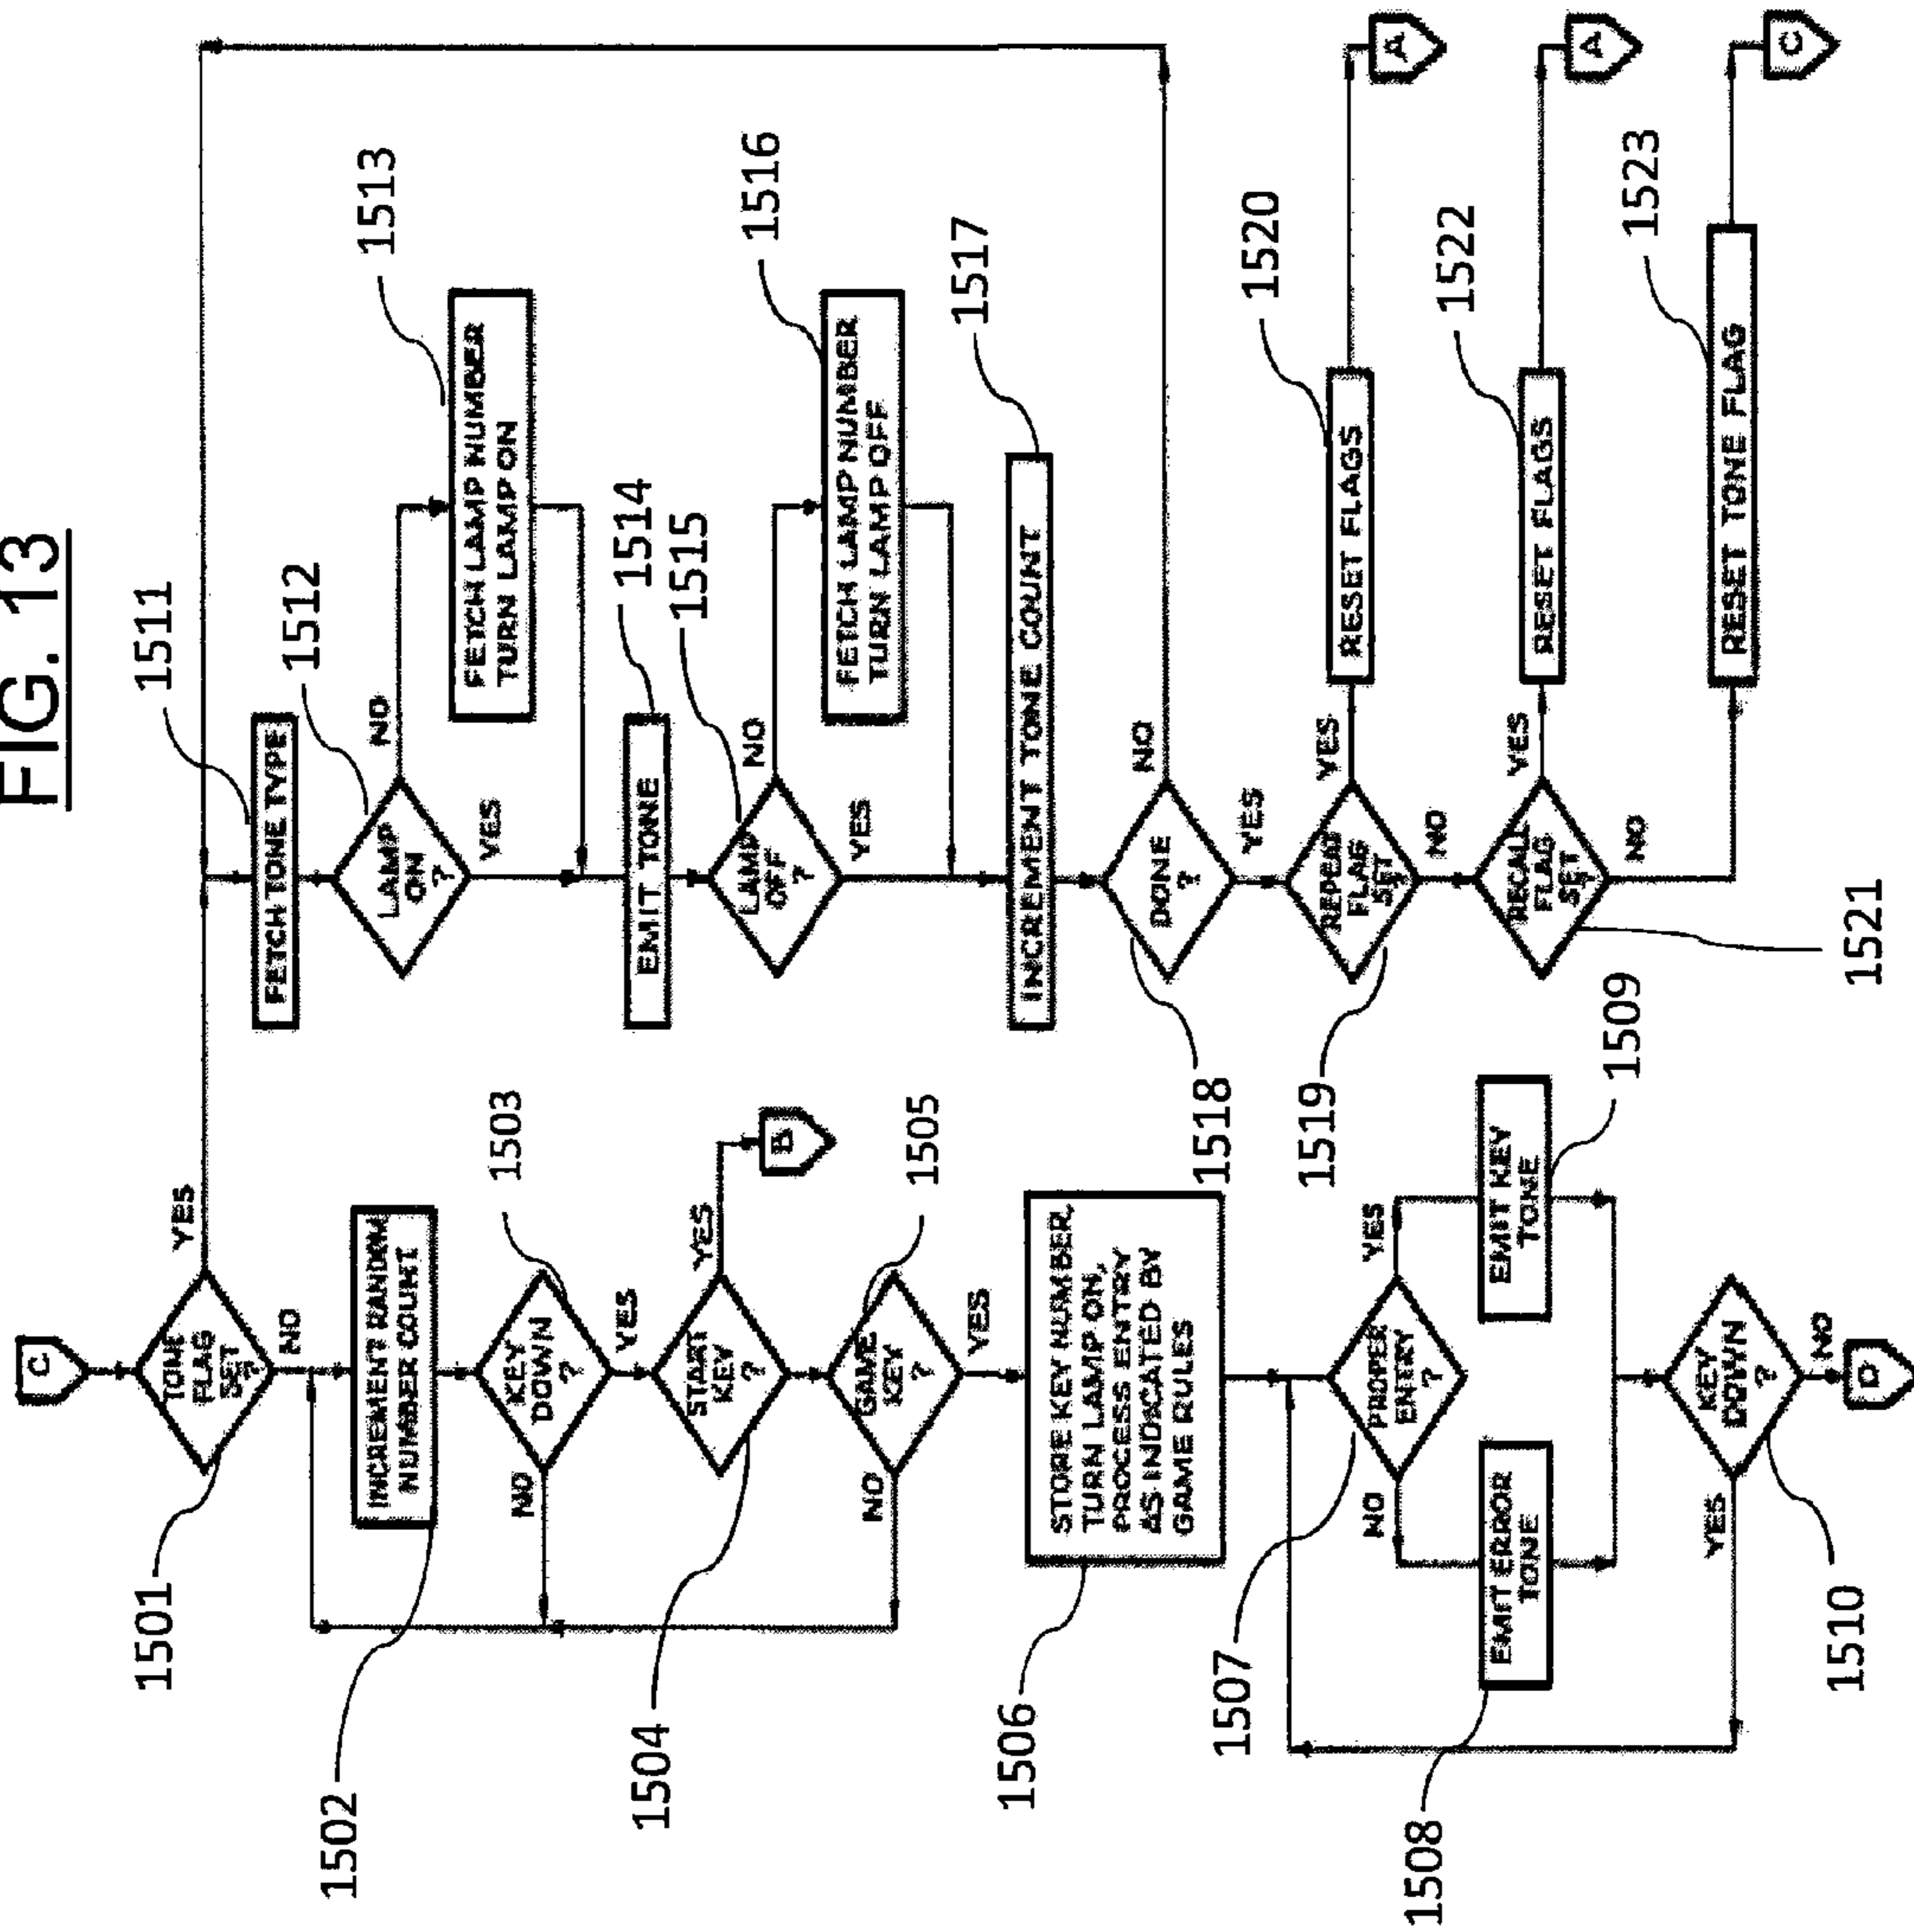 FIG. 13
C
1501
TONE
FLAG
SET
?
YES
NO
1502
INCREMENT RANDOM
NUMBER COUNT
1503
KEY
DOWN
?
NO
YES
1504
START
KEY
?
YES
B
1505
GAME
KEY
?
NO
YES
1506
STORE KEY NUMBER,
TURN LAMP ON,
PROCESS ENTRY
AS INDICATED BY
GAME RULES
1507
PROPER
ENTRY
?
NO
YES
1508
EMIT ERROR
TONE
1509
EMIT KEY
TONE
1510
KEY
DOWN
?
YES
NO
D
1511
FETCH TONE TYPE
1512
LAMP
ON
?
NO
YES
1513
FETCH LAMP NUMBER
TURN LAMP ON
1514
EMIT TONE
1515
LAMP
OFF
?
NO
YES
1516
FETCH LAMP NUMBER
TURN LAMP OFF
1517
INCREMENT TONE COUNT
1518
DONE
?
NO
YES
1519
REPEAT
FLAG
SET
?
YES
NO
1520
RESET FLAGS
A
1521
RECALL
FLAG
SET
?
YES
NO
1522
RESET FLAGS
A
1523
RESET TONE FLAG
C